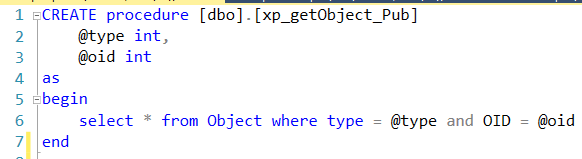 1 CREATE procedure [dbo].[xp_getObject_Pub]
2 @type int,
3 @oid int
4 as
5 begin
6 select * from Object where type = @type and OID = @oid
7 end